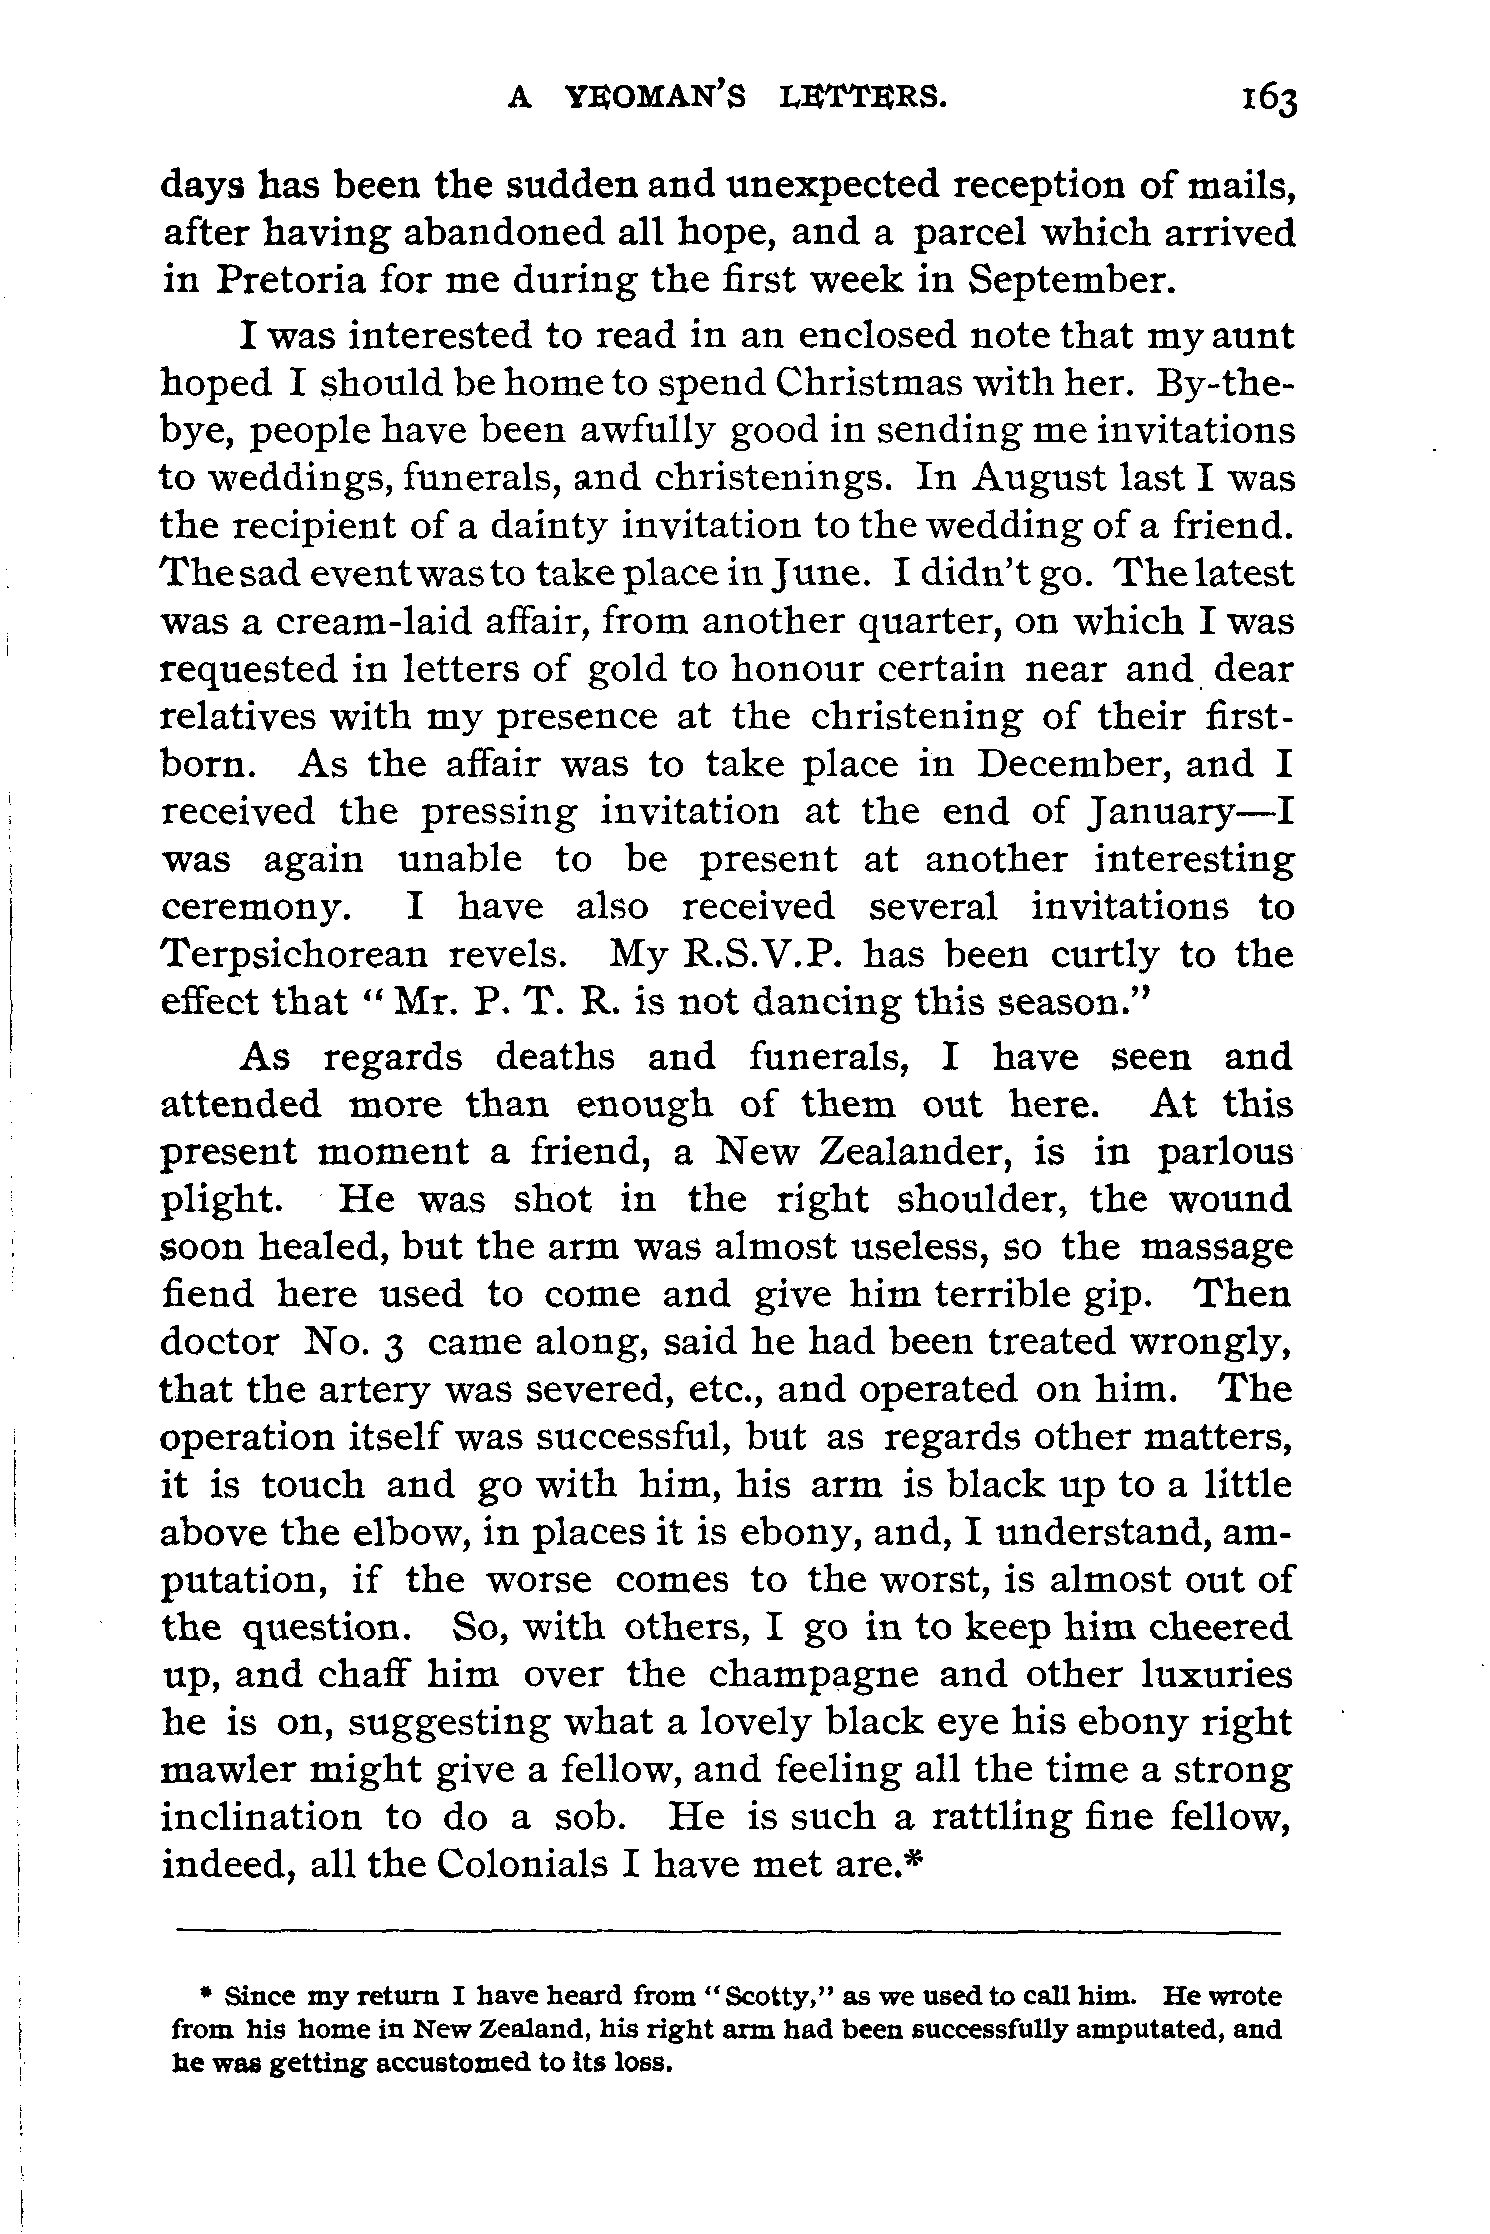 A YEOMAN'S LETTERS. 163
days has been the sudden and unexpected reception of mails,
after having abandoned all hope, and a parcel which arrived
in Pretoria for me during the first week in September.
I was interested to read in an enclosed note that my aunt
hoped I should be home to spend Christmas with her. By-the-
bye, people have been awfully good in sending me invitations
to weddings, funerals, and christenings. In August last I was
the recipient of a dainty invitation to the wedding of a friend.
The sad event was to take place in June. I didn't go. The latest
was a cream-laid affair, from another quarter, on which I was
requested in letters of gold to honour certain near and dear
relatives with my presence at the christening of their first-
born. As the affair was to take place in December, and I
received the pressing invitation at the end of January—I
was again unable to be present at another interesting
ceremony. I have also received several invitations to
Terpsichorean revels. My R.S.V.P. has been curtly to the
effect that "Mr. P. T. R. is not dancing this season."
As regards deaths and funerals, I have seen and
attended more than enough of them out here. At this
present moment a friend, a New Zealander, is in parlous
plight. He was shot in the right shoulder, the wound
soon healed, but the arm was almost useless, so the massage
fiend here used to come and give him terrible gip. Then
doctor No. 3 came along, said he had been treated wrongly,
that the artery was severed, etc., and operated on him. The
operation itself was successful, but as regards other matters,
it is touch and go with him, his arm is black up to a little
above the elbow, in places it is ebony, and, I understand, am-
putation, if the worse comes to the worst, is almost out of
the question. So, with others, I go in to keep him cheered
up, and chaff him over the champagne and other luxuries
he is on, suggesting what a lovely black eye his ebony right
mawler might give a fellow, and feeling all the time a strong
inclination to do a sob. He is such a rattling fine fellow,
indeed, all the Colonials I have met are.*
* Since my return I have heard from "Scotty," as we used to call him. He wrote
from his home in New Zealand, his right arm had been successfully amputated, and
he was getting accustomed to its loss.